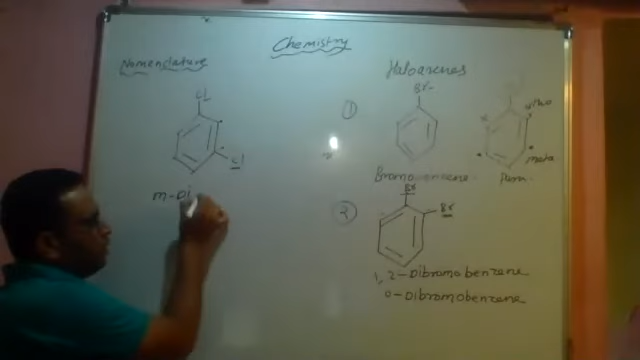 Chemistry
Nomenclature
Cl
Cl
m-Di
Haloarenes
①
Br
Bromobenzene
ortho
meta
Para
②
Br
Br
1, 2-Dibromobenzene
o-Dibromobenzene